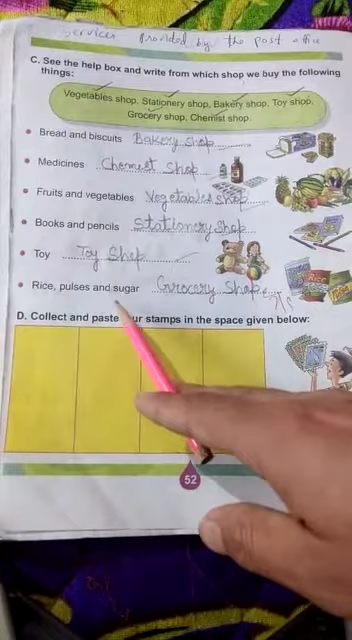 Services Provided by the post office
C. See the help box and write from which shop we buy the following
things:
Vegetables shop, Stationery shop, Bakery shop, Toy shop,
Grocery shop, Chemist shop.
Bread and biscuits Bakery shop
Medicines Chemist Shop
Fruits and vegetables Vegetables shop
Books and pencils Stationery Shop
Toy Toy Shop
Rice, pulses and sugar Grocery Shop
D. Collect and paste ur stamps in the space given below:
52